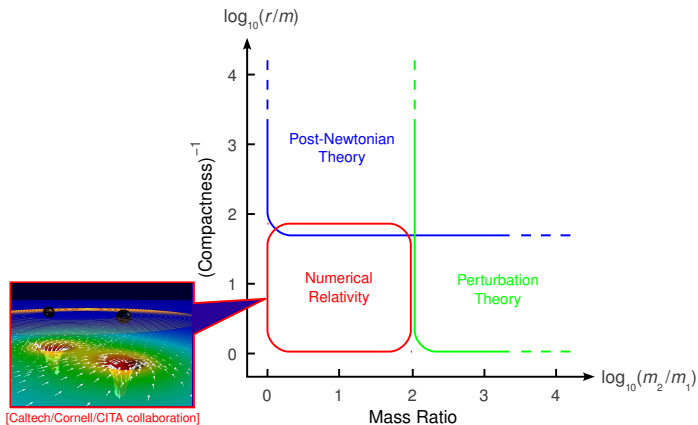 log₁₀(r/m)
4
3
2
1
0
(Compactness)⁻¹
Post-Newtonian
Theory
Numerical
Relativity
Perturbation
Theory
0 1 2 3 4
log₁₀(m₂/m₁)
Mass Ratio
[Caltech/Cornell/CITA collaboration]